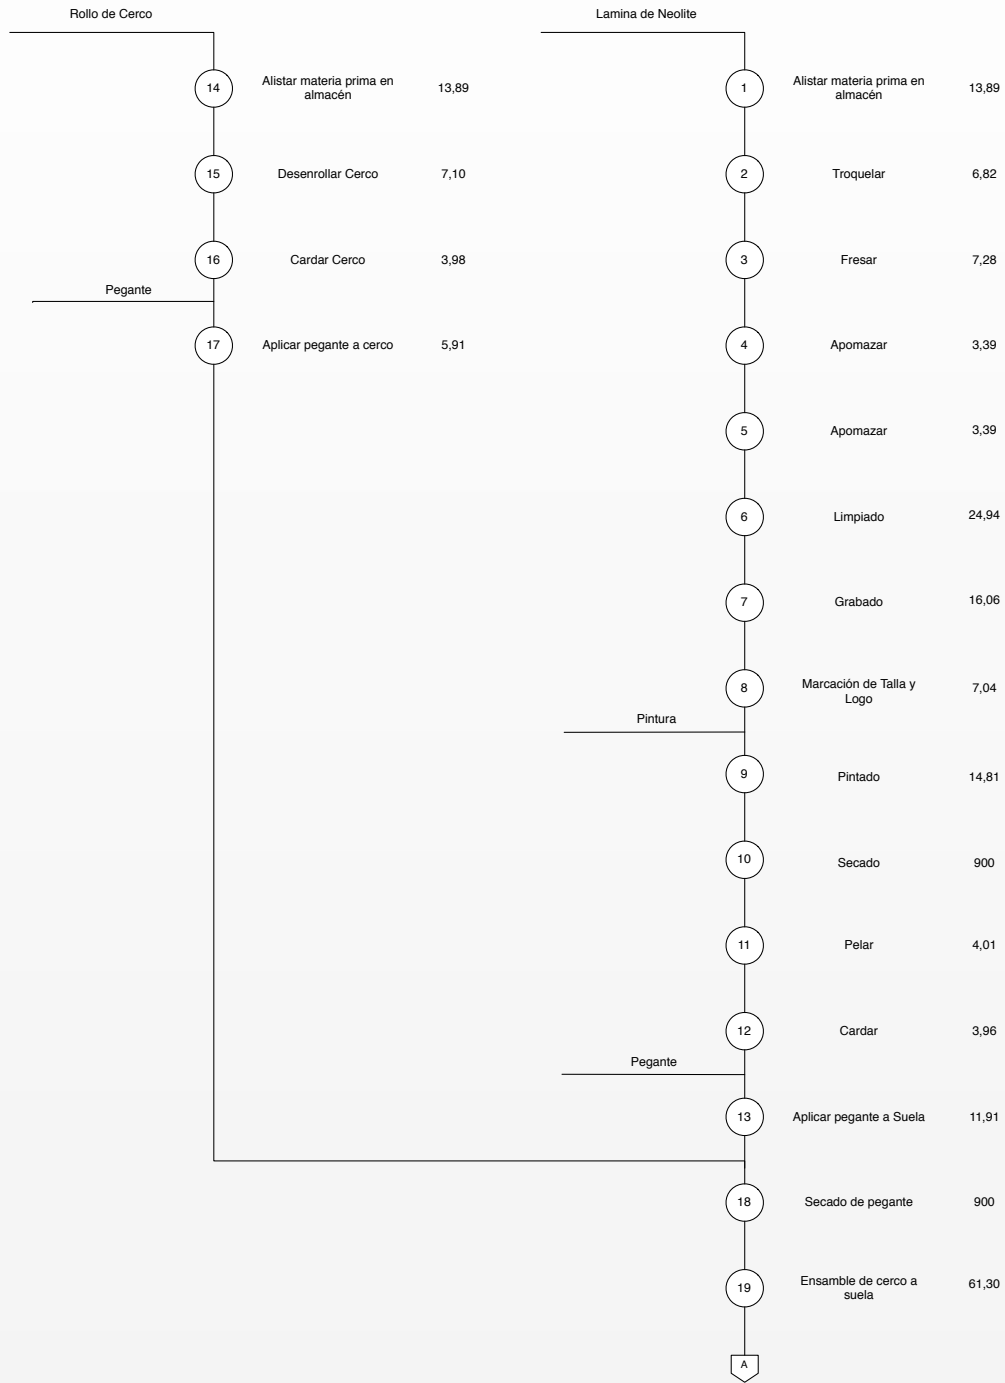 Rollo de Cerco
14
Alistar materia prima en
almacén
13,89
15
Desenrollar Cerco
7,10
16
Cardar Cerco
3,98
Pegante
17
Aplicar pegante a cerco
5,91
Lamina de Neolite
1
Alistar materia prima en
almacén
13,89
2
Troquelar
6,82
3
Fresar
7,28
4
Apomazar
3,39
5
Apomazar
3,39
6
Limpiado
24,94
7
Grabado
16,06
8
Marcación de Talla y
Logo
7,04
Pintura
9
Pintado
14,81
10
Secado
900
11
Pelar
4,01
12
Cardar
3,96
Pegante
13
Aplicar pegante a Suela
11,91
18
Secado de pegante
900
19
Ensamble de cerco a
suela
61,30
A